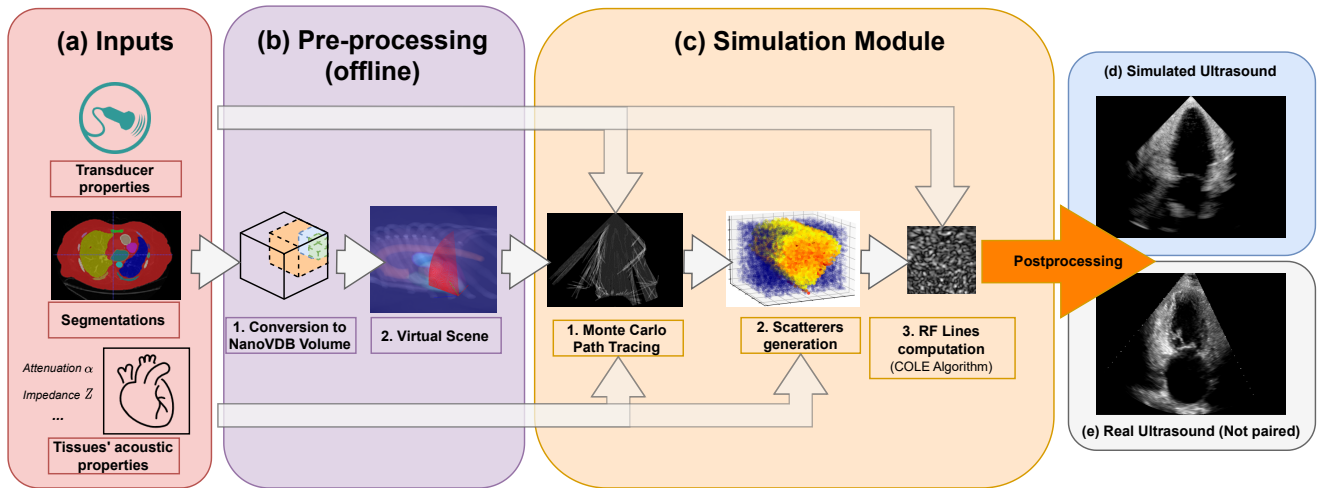 (a) Inputs
Transducer
properties
Segmentations
Attenuation α
Impedance Z
...
Tissues' acoustic
properties
(b) Pre-processing
(offline)
1. Conversion to
NanoVDB Volume
2. Virtual Scene
(c) Simulation Module
1. Monte Carlo
Path Tracing
2. Scatterers
generation
3. RF Lines
computation
(COLE Algorithm)
Postprocessing
(d) Simulated Ultrasound
(e) Real Ultrasound (Not paired)